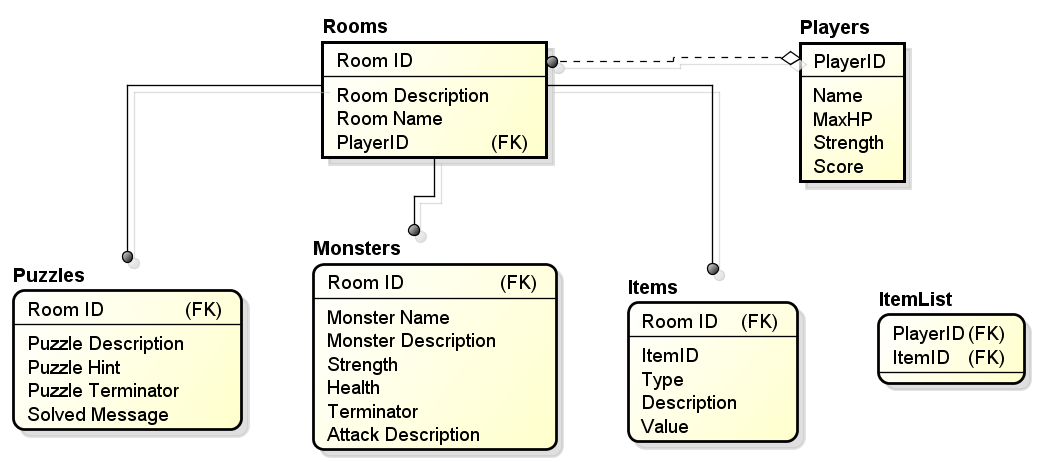 Rooms
Room ID
Room Description
Room Name
PlayerID (FK)
Players
PlayerID
Name
MaxHP
Strength
Score
Puzzles
Room ID (FK)
Puzzle Description
Puzzle Hint
Puzzle Terminator
Solved Message
Monsters
Room ID (FK)
Monster Name
Monster Description
Strength
Health
Terminator
Attack Description
Items
Room ID (FK)
ItemID
Type
Description
Value
ItemList
PlayerID (FK)
ItemID (FK)